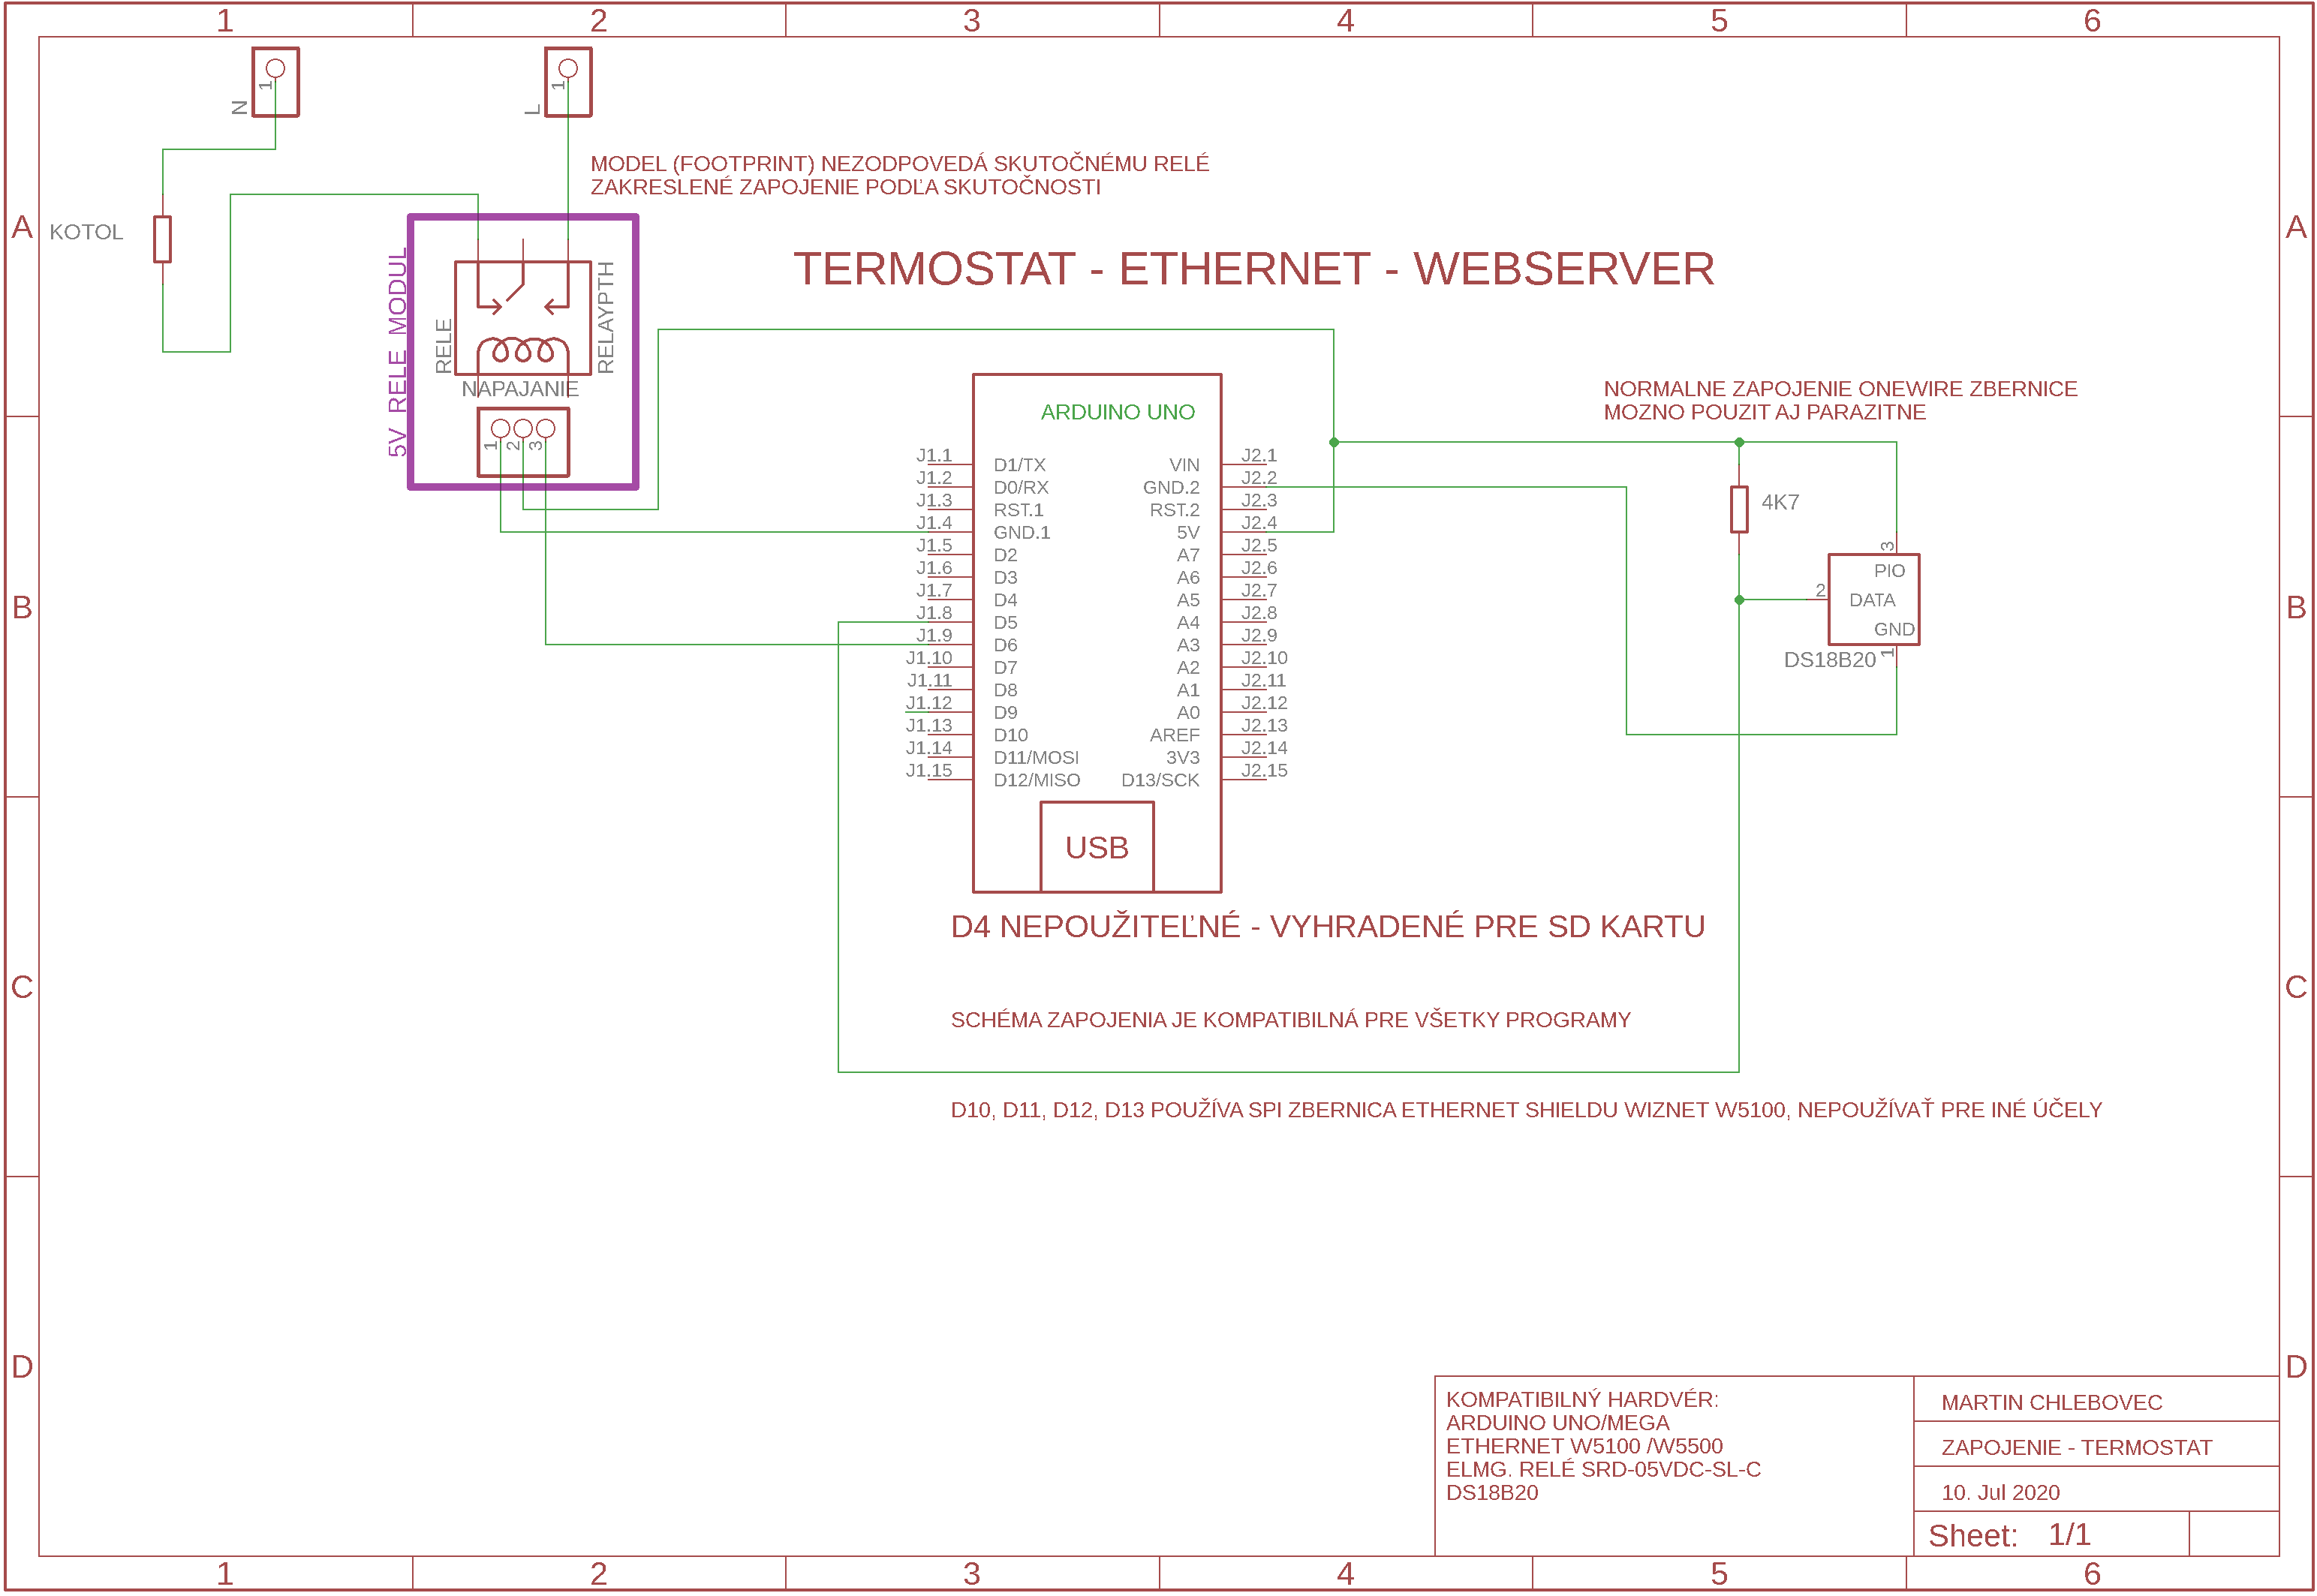 1 2 3 4 5 6
N 1
L 1
MODEL (FOOTPRINT) NEZODPOVEDÁ SKUTOČNÉMU RELÉ
ZAKRESLENÉ ZAPOJENIE PODĽA SKUTOČNOSTI
A A
KOTOL
TERMOSTAT - ETHERNET - WEBSERVER
5V RELE MODUL
RELE
RELAYPTH
NAPAJANIE
1 2 3
ARDUINO UNO
NORMALNE ZAPOJENIE ONEWIRE ZBERNICE
MOZNO POUZIT AJ PARAZITNE
J1.1 D1/TX VIN J2.1
J1.2 D0/RX GND.2 J2.2
J1.3 RST.1 RST.2 J2.3
J1.4 GND.1 5V J2.4
J1.5 D2 A7 J2.5
J1.6 D3 A6 J2.6
J1.7 D4 A5 J2.7
J1.8 D5 A4 J2.8
J1.9 D6 A3 J2.9
J1.10 D7 A2 J2.10
J1.11 D8 A1 J2.11
J1.12 D9 A0 J2.12
J1.13 D10 AREF J2.13
J1.14 D11/MOSI 3V3 J2.14
J1.15 D12/MISO D13/SCK J2.15
USB
4K7
3
PIO
2 DATA
GND
DS18B20 1
B B
D4 NEPOUŽITEĽNÉ - VYHRADENÉ PRE SD KARTU
C C
SCHÉMA ZAPOJENIA JE KOMPATIBILNÁ PRE VŠETKY PROGRAMY
D10, D11, D12, D13 POUŽÍVA SPI ZBERNICA ETHERNET SHIELDU WIZNET W5100, NEPOUŽÍVAŤ PRE INÉ ÚČELY
D D
KOMPATIBILNÝ HARDVÉR:
ARDUINO UNO/MEGA
ETHERNET W5100 /W5500
ELMG. RELÉ SRD-05VDC-SL-C
DS18B20
MARTIN CHLEBOVEC
ZAPOJENIE - TERMOSTAT
10. Jul 2020
Sheet: 1/1
1 2 3 4 5 6